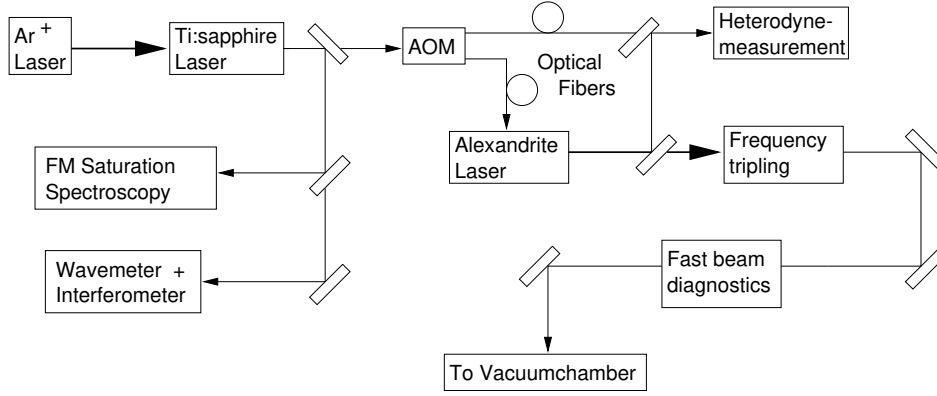 Ar +
Laser
Ti:sapphire
Laser
AOM
Optical
Fibers
Heterodyne-
measurement
Alexandrite
Laser
Frequency
tripling
FM Saturation
Spectroscopy
Wavemeter +
Interferometer
Fast beam
diagnostics
To Vacuumchamber